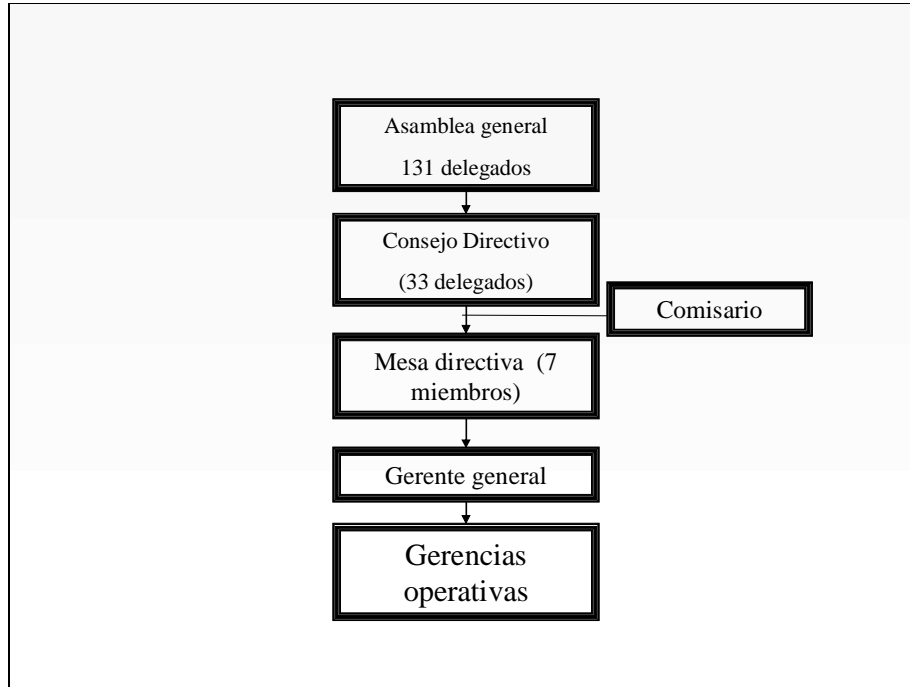 Asamblea general
131 delegados
Consejo Directivo
(33 delegados)
Comisario
Mesa directiva (7
miembros)
Gerente general
Gerencias
operativas